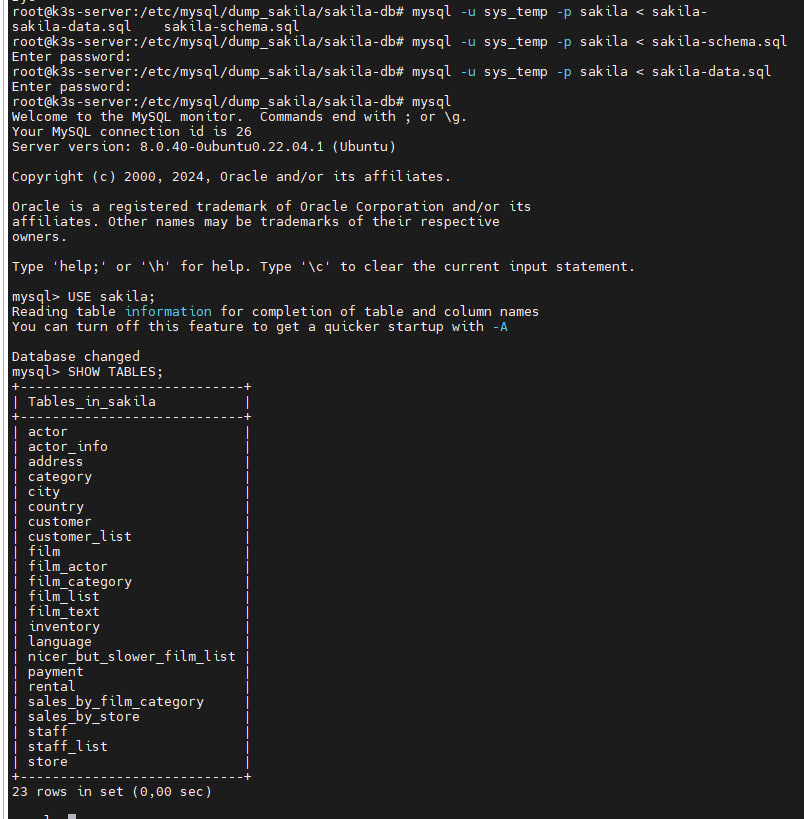 root@k3s-server:/etc/mysql/dump_sakila/sakila-db# mysql -u sys_temp -p sakila < sakila-
sakila-data.sql    sakila-schema.sql
root@k3s-server:/etc/mysql/dump_sakila/sakila-db# mysql -u sys_temp -p sakila < sakila-schema.sql
Enter password:
root@k3s-server:/etc/mysql/dump_sakila/sakila-db# mysql -u sys_temp -p sakila < sakila-data.sql
Enter password:
root@k3s-server:/etc/mysql/dump_sakila/sakila-db# mysql
Welcome to the MySQL monitor.  Commands end with ; or \g.
Your MySQL connection id is 26
Server version: 8.0.40-0ubuntu0.22.04.1 (Ubuntu)

Copyright (c) 2000, 2024, Oracle and/or its affiliates.

Oracle is a registered trademark of Oracle Corporation and/or its
affiliates. Other names may be trademarks of their respective
owners.

Type 'help;' or '\h' for help. Type '\c' to clear the current input statement.

mysql> USE sakila;
Reading table information for completion of table and column names
You can turn off this feature to get a quicker startup with -A

Database changed
mysql> SHOW TABLES;
+----------------------------+
| Tables_in_sakila           |
+----------------------------+
| actor                      |
| actor_info                 |
| address                    |
| category                   |
| city                       |
| country                    |
| customer                   |
| customer_list              |
| film                       |
| film_actor                 |
| film_category              |
| film_list                  |
| film_text                  |
| inventory                  |
| language                   |
| nicer_but_slower_film_list |
| payment                    |
| rental                     |
| sales_by_film_category     |
| sales_by_store             |
| staff                      |
| staff_list                 |
| store                      |
+----------------------------+
23 rows in set (0,00 sec)